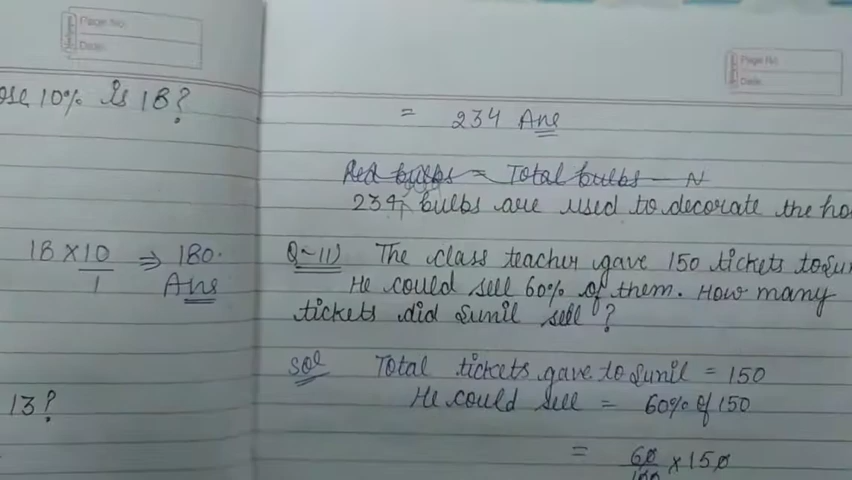 Page No.
Date:
ose 10% is 18?
18 × 10/1 ⇒ 180.
Ans
13?
Page No.
Date:
= 234 Ans
Red bulbs = Total bulbs - N
234 bulbs are used to decorate the ho
Q-11) The class teacher gave 150 tickets to Su
He could sell 60% of them. How many
tickets did Sunil sell?
Sol Total tickets gave to Sunil = 150
He could sell = 60% of 150
= 60/100 × 150